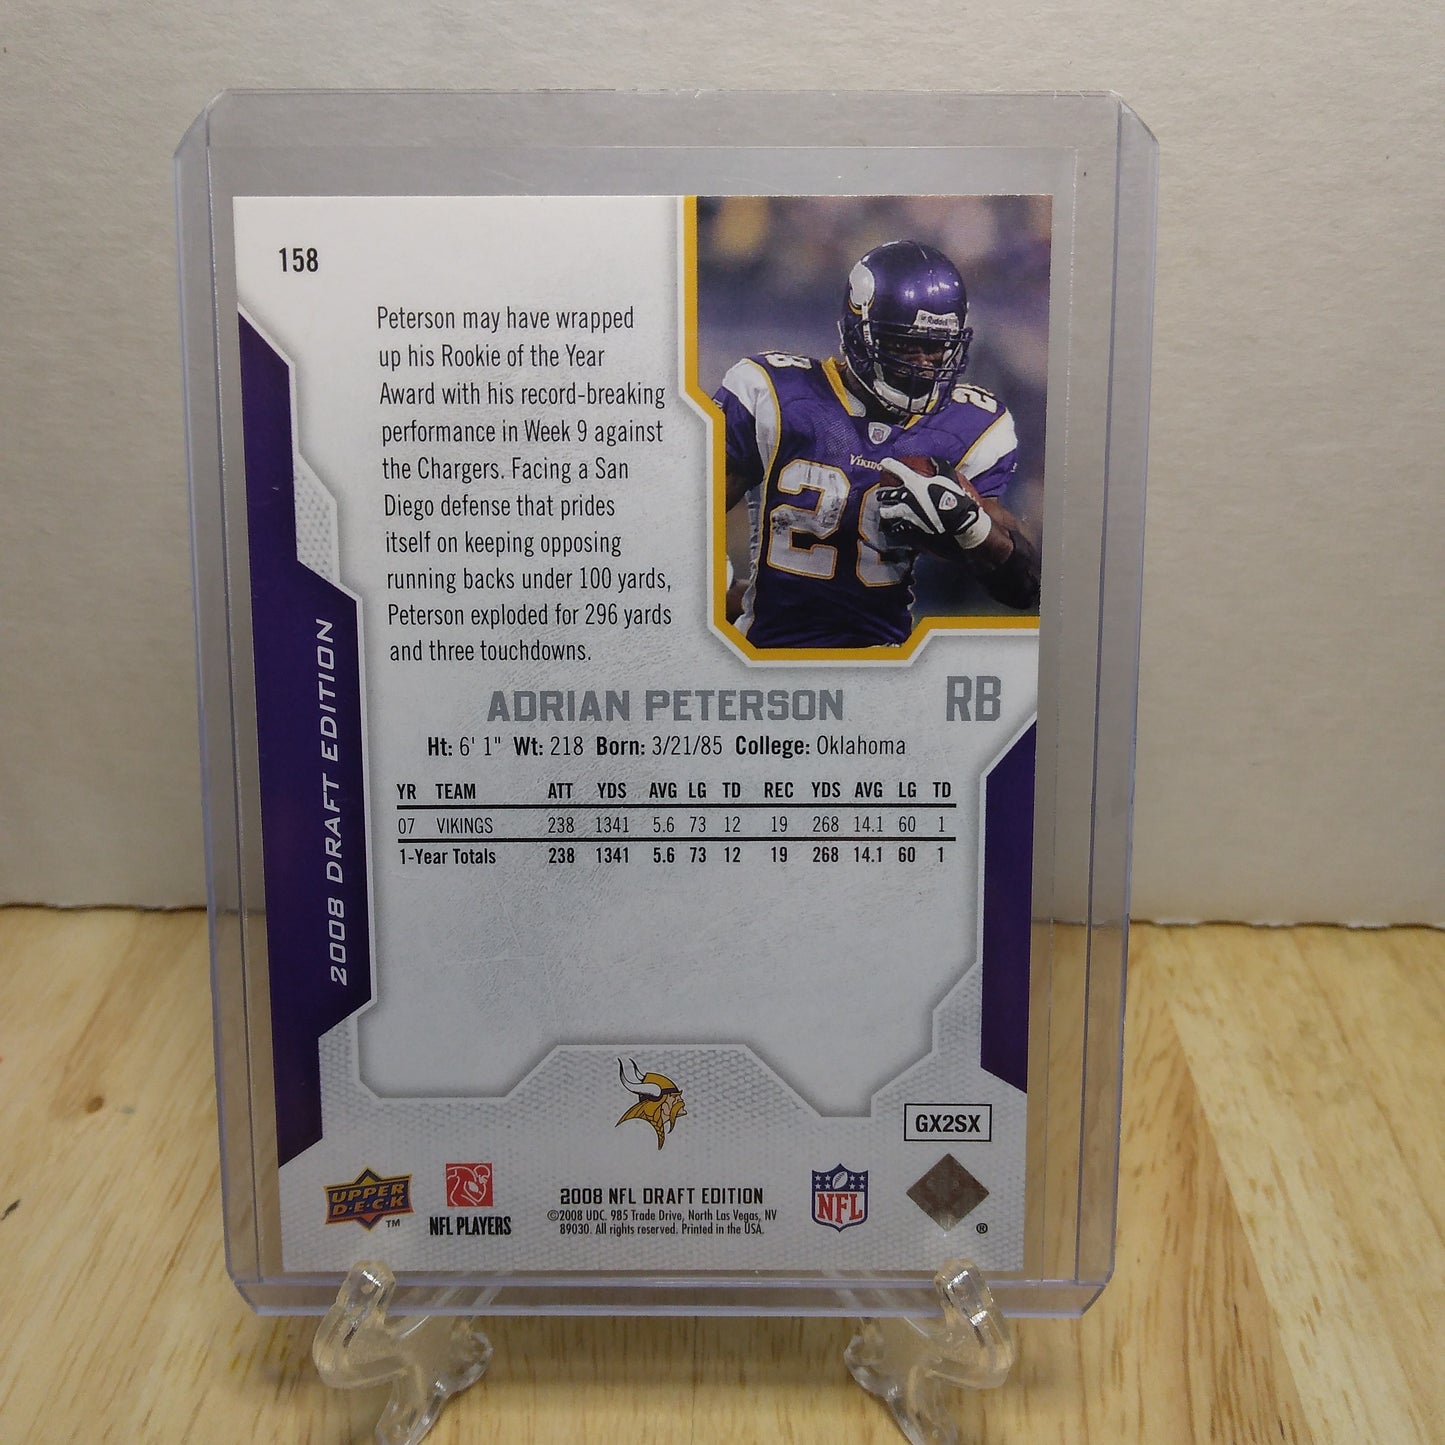 158
Peterson may have wrapped
up his Rookie of the Year
Award with his record-breaking
performance in Week 9 against
the Chargers. Facing a San
Diego defense that prides
itself on keeping opposing
running backs under 100 yards,
Peterson exploded for 296 yards
and three touchdowns.
Riddell
VIKING
28
28
2008 DRAFT EDITION
ADRIAN PETERSON RB
Ht: 6' 1" Wt: 218 Born: 3/21/85 College: Oklahoma
YR TEAM ATT YDS AVG LG TD REC YDS AVG LG TD
07 VIKINGS 238 1341 5.6 73 12 19 268 14.1 60 1
1-Year Totals 238 1341 5.6 73 12 19 268 14.1 60 1
GX2SX
UPPER
D·E·C·K
TM
NFL PLAYERS
2008 NFL DRAFT EDITION
©2008 UDC. 985 Trade Drive, North Las Vegas, NV
89030. All rights reserved. Printed in the USA.
NFL
®